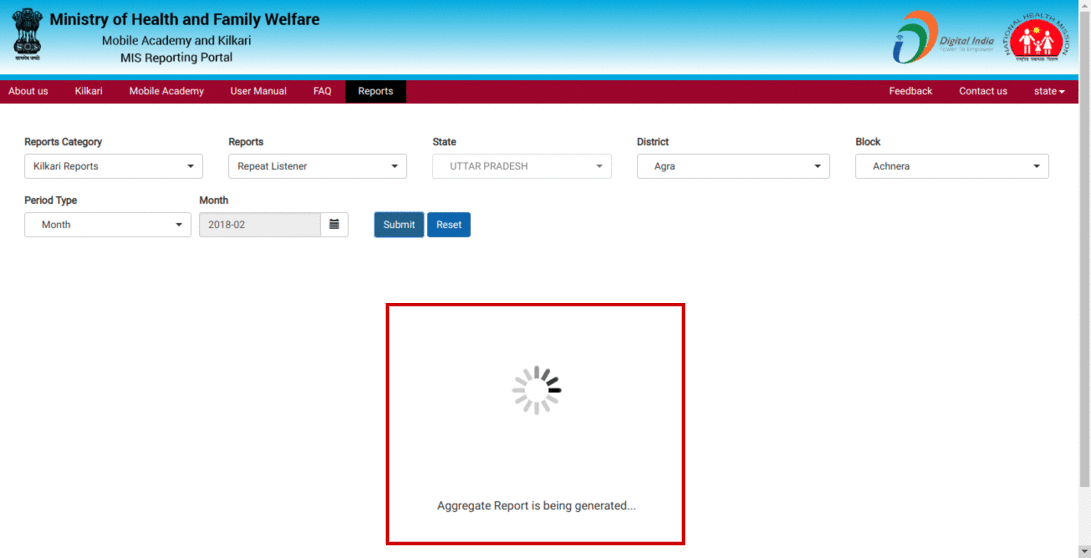 Ministry of Health and Family Welfare
Mobile Academy and Kilkari
MIS Reporting Portal
Digital India
Power To Empower
NATIONAL HEALTH MISSION
About us Kilkari Mobile Academy User Manual FAQ Reports Feedback Contact us state
Reports Category Reports State District Block
Kilkari Reports Repeat Listener UTTAR PRADESH Agra Achnera
Period Type Month
Month 2018-02 Submit Reset
Aggregate Report is being generated...